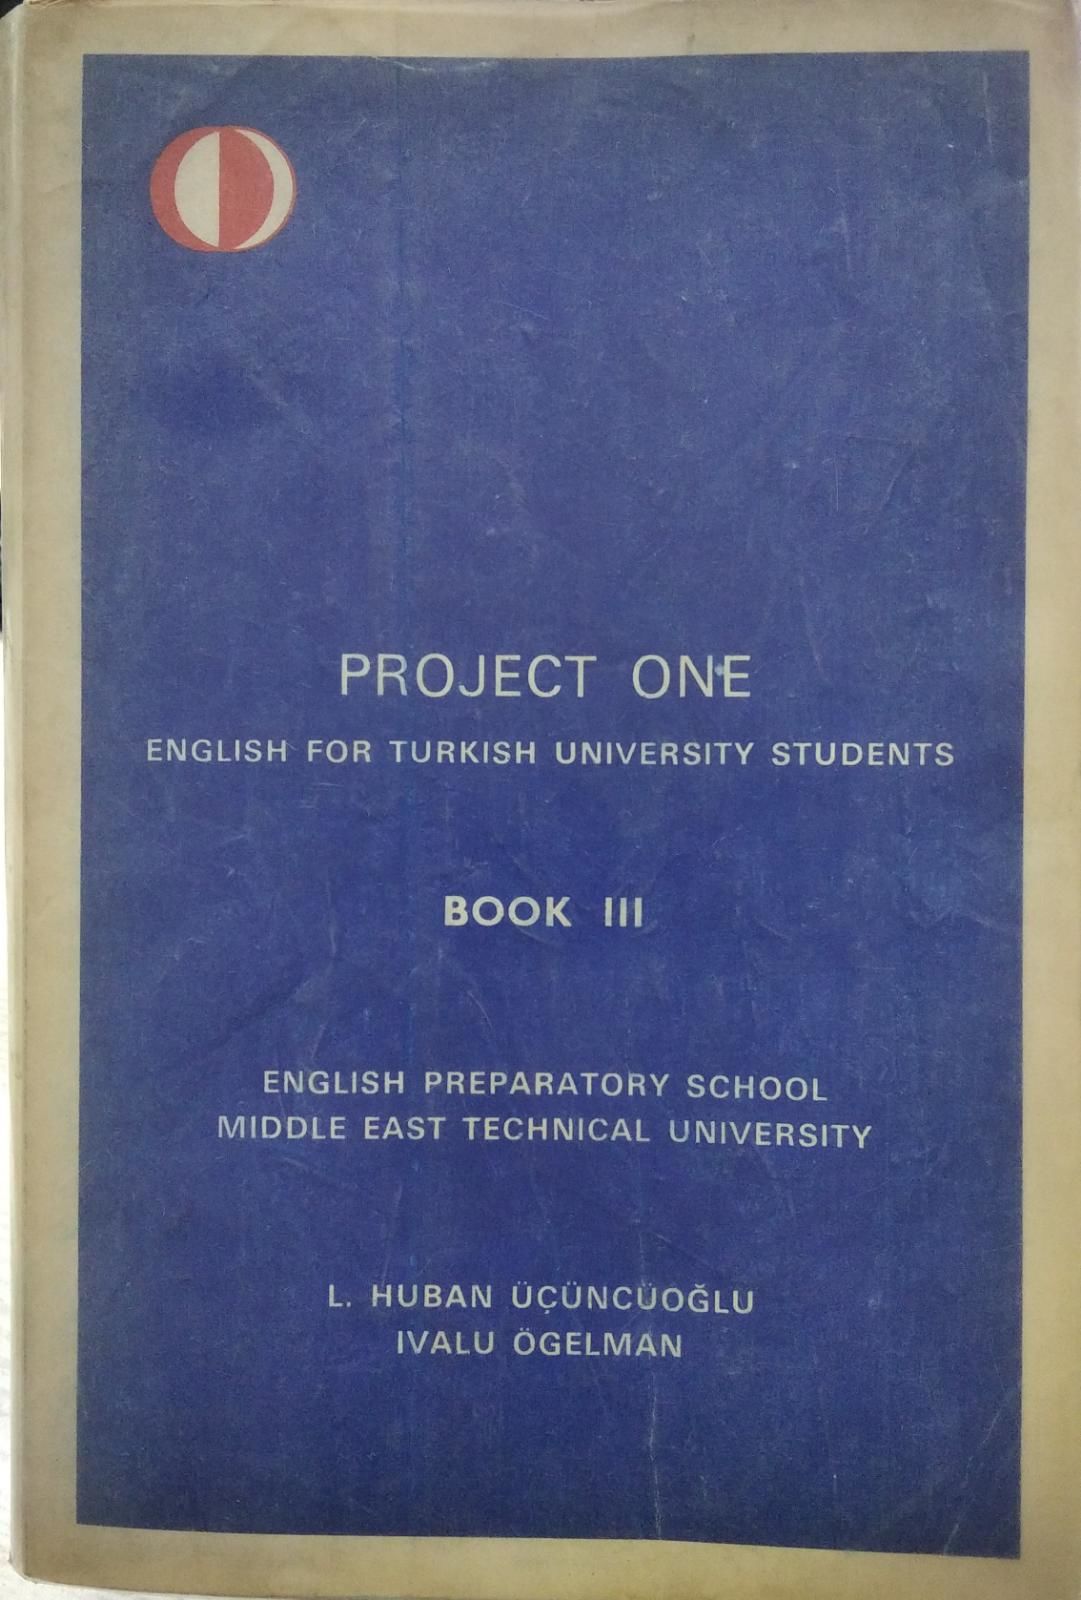 PROJECT ONE
ENGLISH FOR TURKISH UNIVERSITY STUDENTS
BOOK III
ENGLISH PREPARATORY SCHOOL
MIDDLE EAST TECHNICAL UNIVERSITY
L. HUBAN ÜÇÜNCÜOĞLU
IVALU ÖGELMAN